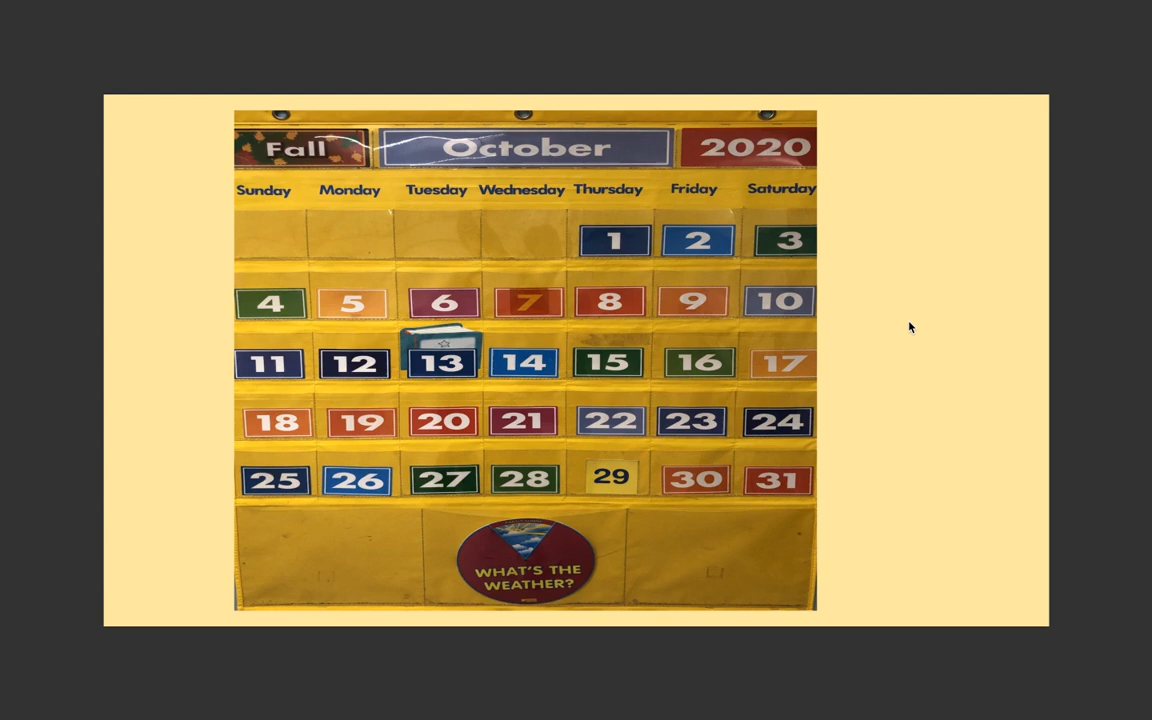 Fall October 2020
Sunday Monday Tuesday Wednesday Thursday Friday Saturday
1 2 3
4 5 6 7 8 9 10
11 12 13 14 15 16 17
18 19 20 21 22 23 24
25 26 27 28 29 30 31
WHAT'S THE
WEATHER?